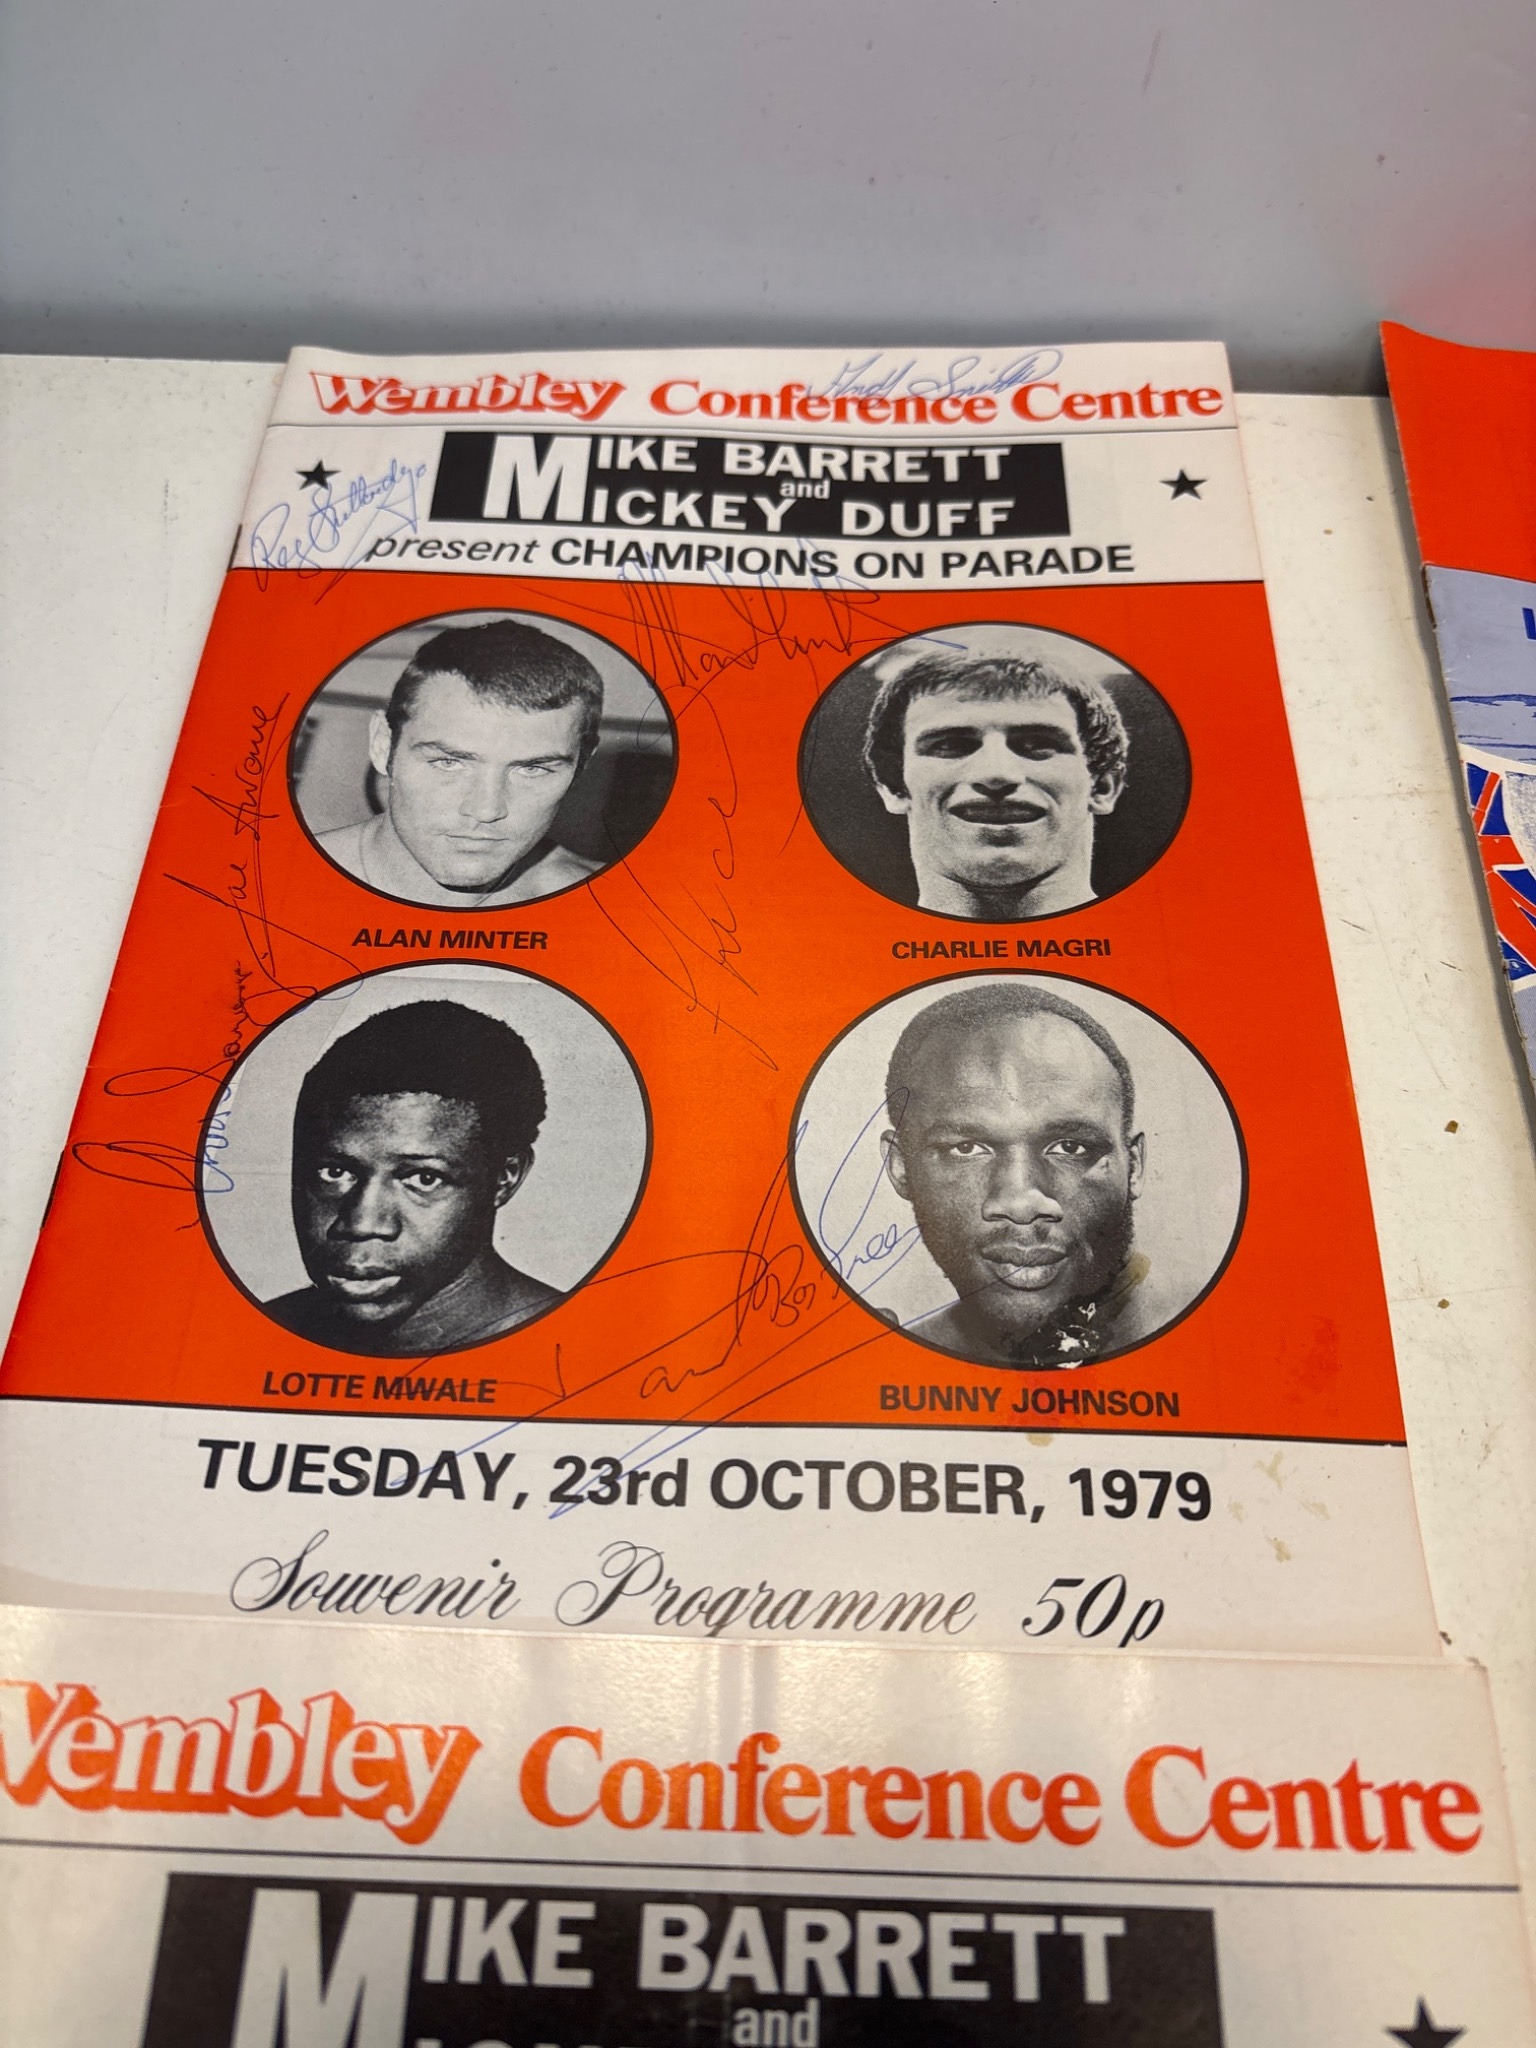 Wembley Conference Centre
MIKE BARRETT
and
MICKEY DUFF
present CHAMPIONS ON PARADE
ALAN MINTER
CHARLIE MAGRI
LOTTE MWALE
BUNNY JOHNSON
TUESDAY, 23rd OCTOBER, 1979
Souvenir Programme 50p
Wembley Conference Centre
MIKE BARRETT
and